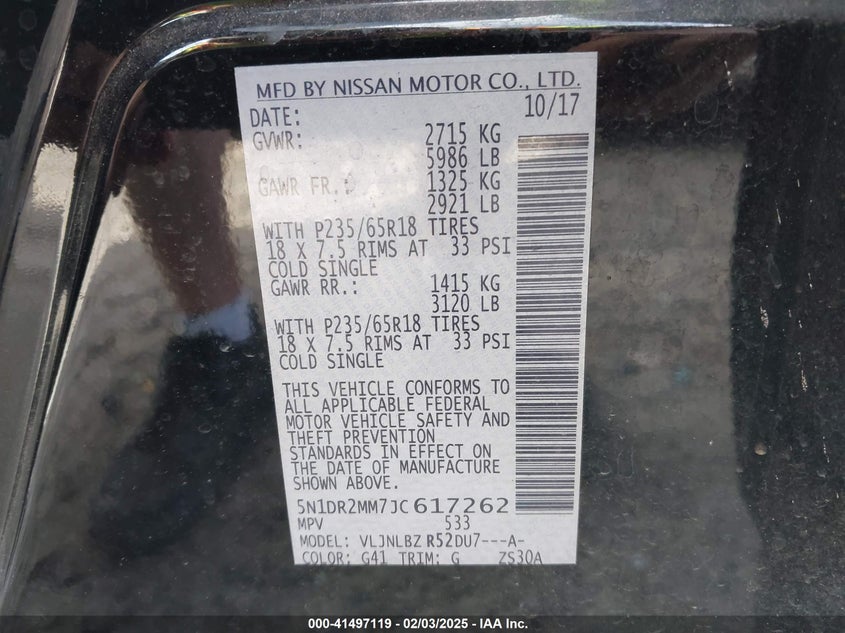 MFD BY NISSAN MOTOR CO., LTD.
DATE: 10/17
GVWR: 2715 KG
5986 LB
GAWR FR.: 1325 KG
2921 LB
WITH P235/65R18 TIRES
18 X 7.5 RIMS AT 33 PSI
COLD SINGLE
GAWR RR.: 1415 KG
3120 LB
WITH P235/65R18 TIRES
18 X 7.5 RIMS AT 33 PSI
COLD SINGLE
THIS VEHICLE CONFORMS TO
ALL APPLICABLE FEDERAL
MOTOR VEHICLE SAFETY AND
THEFT PREVENTION
STANDARDS IN EFFECT ON
THE DATE OF MANUFACTURE
SHOWN ABOVE.
5N1DR2MM7JC617262
MPV 533
MODEL: VLJNLBZ R52DU7---A-
COLOR: G41 TRIM: G ZS30A
000-41497119 - 02/03/2025 - IAA Inc.